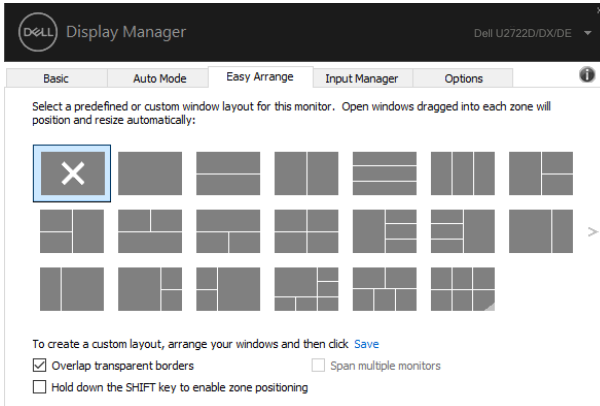 DELL Display Manager
Dell U2722D/DX/DE
Basic Auto Mode Easy Arrange Input Manager Options
Select a predefined or custom window layout for this monitor. Open windows dragged into each zone will
position and resize automatically:
To create a custom layout, arrange your windows and then click Save
Overlap transparent borders
Span multiple monitors
Hold down the SHIFT key to enable zone positioning